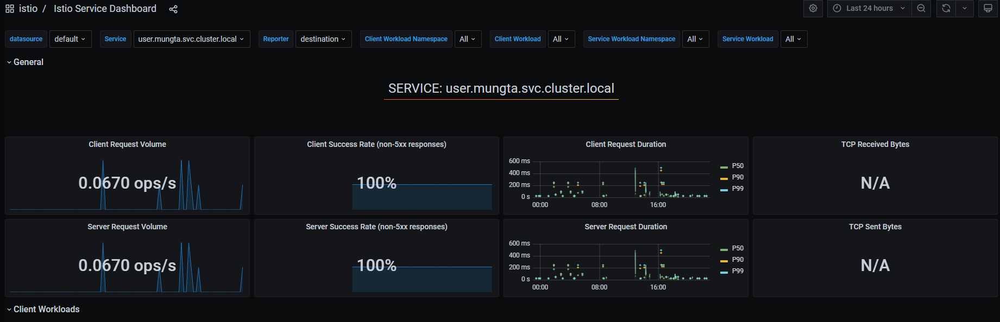 istio / Istio Service Dashboard
Last 24 hours
datasource default Service user.mungta.svc.cluster.local Reporter destination Client Workload Namespace All Client Workload All Service Workload Namespace All Service Workload All
General
SERVICE: user.mungta.svc.cluster.local
Client Request Volume
0.0670 ops/s
Client Success Rate (non-5xx responses)
100%
Client Request Duration
600 ms
400 ms
200 ms
0 s
00:00 08:00 16:00
P50
P90
P99
TCP Received Bytes
N/A
Server Request Volume
0.0670 ops/s
Server Success Rate (non-5xx responses)
100%
Server Request Duration
600 ms
400 ms
200 ms
0 s
00:00 08:00 16:00
P50
P90
P99
TCP Sent Bytes
N/A
Client Workloads